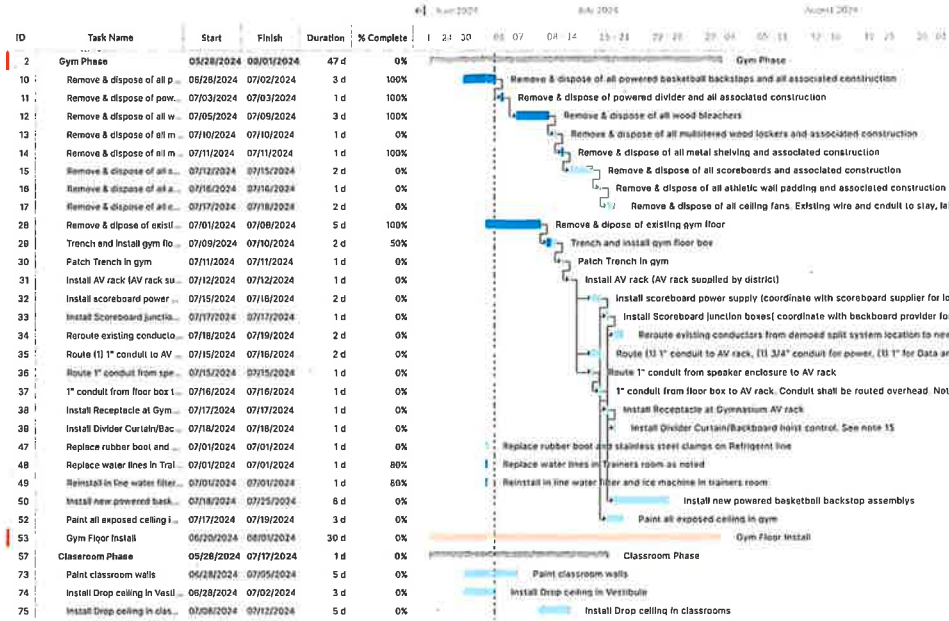 July 2024 August 2024
ID Task Name Start Finish Duration % Complete
2 Gym Phase 05/28/2024 08/01/2024 47 d 0% Gym Phase
10 Remove & dispose of all p... 06/28/2024 07/02/2024 3 d 100% Remove & dispose of all powered basketball backstops and all associated construction
11 Remove & dispose of pow... 07/03/2024 07/03/2024 1 d 100% Remove & dispose of powered divider and all associated construction
12 Remove & dispose of all w... 07/05/2024 07/09/2024 3 d 100% Remove & dispose of all wood bleachers
13 Remove & dispose of all m... 07/10/2024 07/10/2024 1 d 0% Remove & dispose of all multitiered wood lockers and associated construction
14 Remove & dispose of all m... 07/11/2024 07/11/2024 1 d 100% Remove & dispose of all metal shelving and associated construction
15 Remove & dispose of all s... 07/12/2024 07/15/2024 2 d 0% Remove & dispose of all scoreboards and associated construction
16 Remove & dispose of all a... 07/16/2024 07/16/2024 1 d 0% Remove & dispose of all athletic wall padding and associated construction
17 Remove & dispose of all c... 07/17/2024 07/18/2024 2 d 0% Remove & dispose of all ceiling fans. Existing wire and cnduit to stay,
28 Remove & dipose of existi... 07/01/2024 07/08/2024 5 d 100% Remove & dipose of existing gym floor
29 Trench and install gym flo... 07/09/2024 07/10/2024 2 d 50% Trench and install gym floor box
30 Patch Trench in gym 07/11/2024 07/11/2024 1 d 0% Patch Trench in gym
31 Install AV rack (AV rack su... 07/12/2024 07/12/2024 1 d 0% Install AV rack (AV rack supplied by district)
32 Install scoreboard power ... 07/15/2024 07/16/2024 2 d 0% Install scoreboard power supply (coordinate with scoreboard supplier for lo
33 Install Scoreboard junctio... 07/17/2024 07/17/2024 1 d 0% Install Scoreboard junction boxes( coordinate with backboard provider fo
34 Reroute existing conducto... 07/18/2024 07/19/2024 2 d 0% Reroute existing conductors from demoed split system location to new
35 Route (1) 1" conduit to AV ... 07/15/2024 07/16/2024 2 d 0% Route (1) 1" conduit to AV rack, (1) 3/4" conduit for power, (1) 1" for Data an
36 Route 1" conduit from spe... 07/15/2024 07/15/2024 1 d 0% Route 1" conduit from speaker enclosure to AV rack
37 1" conduit from floor box t... 07/16/2024 07/16/2024 1 d 0% 1" conduit from floor box to AV rack. Conduit shall be routed overhead. Not
38 Install Receptacle at Gym... 07/17/2024 07/17/2024 1 d 0% Install Receptacle at Gymnasium AV rack
39 Install Divider Curtain/Bac... 07/18/2024 07/18/2024 1 d 0% Install Divider Curtain/Backboard hoist control. See note 15
47 Replace rubber boot and ... 07/01/2024 07/01/2024 1 d 0% Replace rubber boot and stainless steel clamps on Refrigernt line
48 Replace water lines in Trai... 07/01/2024 07/01/2024 1 d 80% Replace water lines in Trainers room as noted
49 Reinstall in line water filter... 07/01/2024 07/01/2024 1 d 60% Reinstall in line water filter and ice machine in trainers room
50 Install new powered bask... 07/18/2024 07/25/2024 6 d 0% Install new powered basketball backstop assemblys
52 Paint all exposed ceiling i... 07/17/2024 07/19/2024 3 d 0% Paint all exposed ceiling in gym
53 Gym Floor Install 06/20/2024 08/01/2024 30 d 0% Gym Floor Install
57 Classroom Phase 05/28/2024 07/17/2024 1 d 0% Classroom Phase
73 Paint classroom walls 06/28/2024 07/05/2024 5 d 0% Paint classroom walls
74 Install Drop ceiling in Vesti... 06/28/2024 07/02/2024 3 d 0% Install Drop ceiling in Vestibule
75 Install Drop ceiling in clas... 07/08/2024 07/12/2024 5 d 0% Install Drop ceiling in classrooms